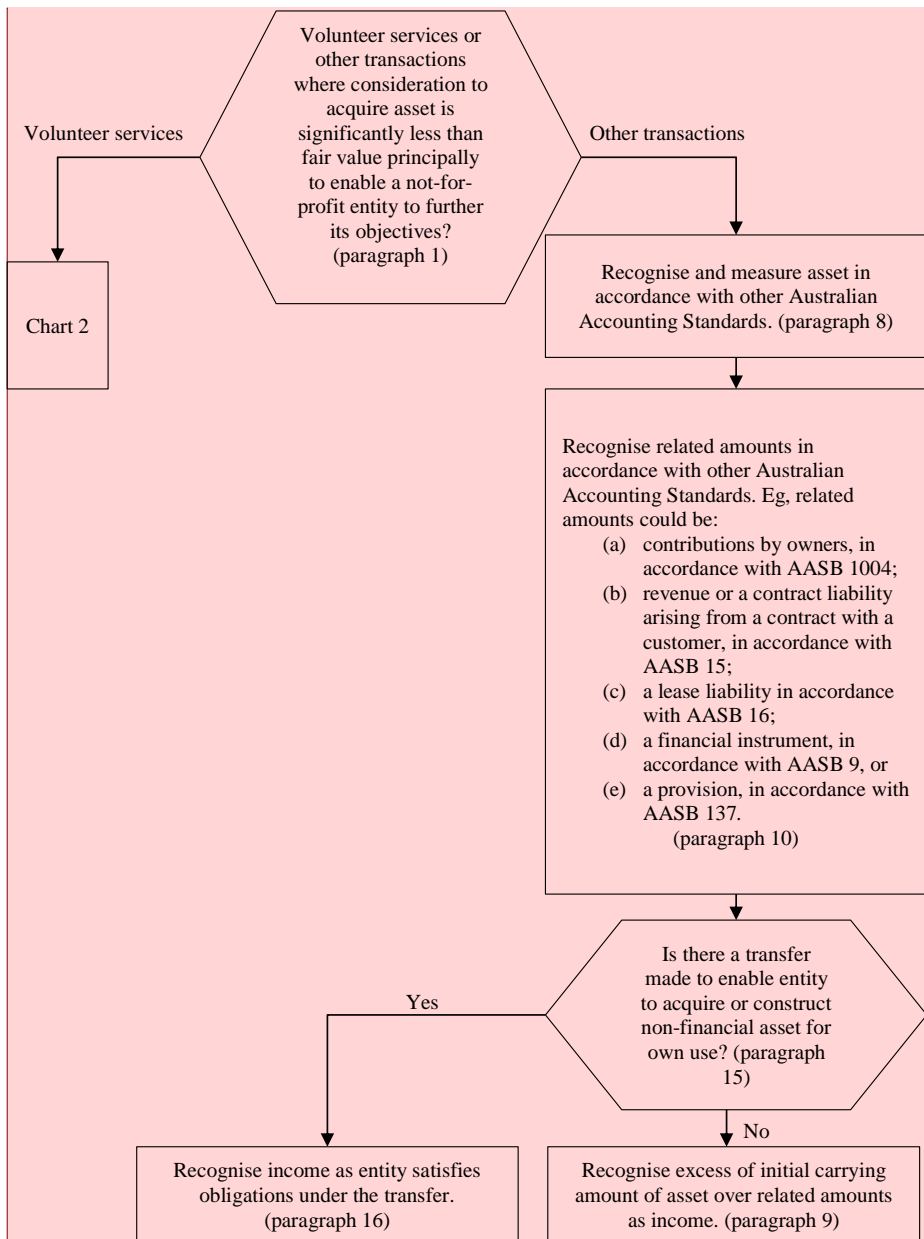 Volunteer services or
other transactions
where consideration to
acquire asset is
significantly less than
fair value principally
to enable a not-for-
profit entity to further
its objectives?
(paragraph 1)
Volunteer services
Other transactions
Chart 2
Recognise and measure asset in
accordance with other Australian
Accounting Standards. (paragraph 8)
Recognise related amounts in
accordance with other Australian
Accounting Standards. Eg, related
amounts could be:
(a) contributions by owners, in
accordance with AASB 1004;
(b) revenue or a contract liability
arising from a contract with a
customer, in accordance with
AASB 15;
(c) a lease liability in accordance
with AASB 16;
(d) a financial instrument, in
accordance with AASB 9, or
(e) a provision, in accordance with
AASB 137.
(paragraph 10)
Is there a transfer
made to enable entity
to acquire or construct
non-financial asset for
own use? (paragraph
15)
Yes
No
Recognise income as entity satisfies
obligations under the transfer.
(paragraph 16)
Recognise excess of initial carrying
amount of asset over related amounts
as income. (paragraph 9)